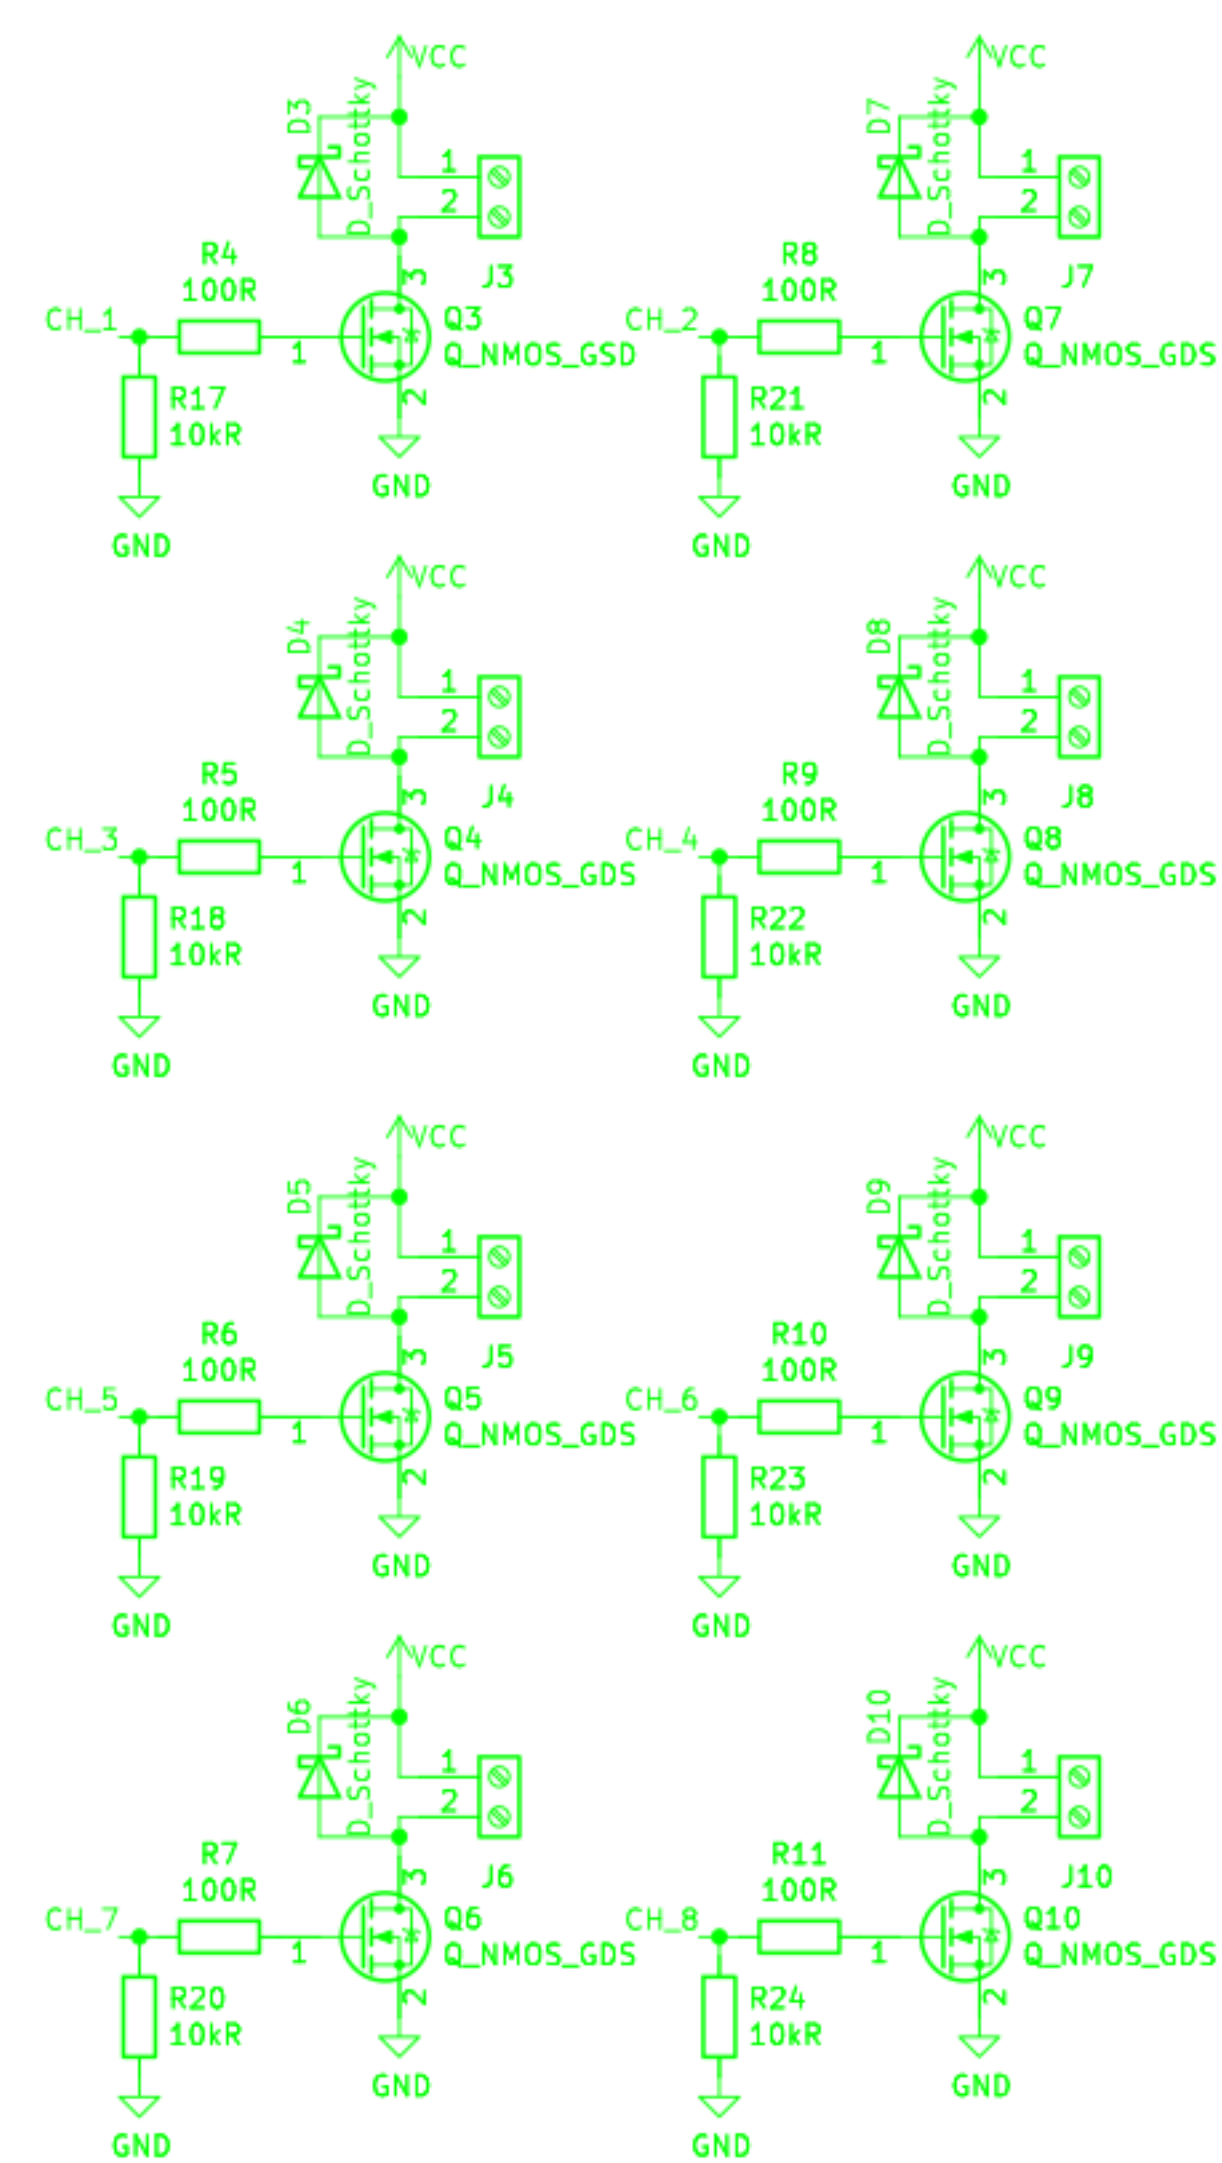 VCC
D3
D_Schottky
1
2
J3
R4
100R
CH_1
1
3
2
Q3
Q_NMOS_GSD
R17
10kR
GND
GND
VCC
D7
D_Schottky
1
2
J7
R8
100R
CH_2
1
3
2
Q7
Q_NMOS_GDS
R21
10kR
GND
GND
VCC
D4
D_Schottky
1
2
J4
R5
100R
CH_3
1
3
2
Q4
Q_NMOS_GDS
R18
10kR
GND
GND
VCC
D8
D_Schottky
1
2
J8
R9
100R
CH_4
1
3
2
Q8
Q_NMOS_GDS
R22
10kR
GND
GND
VCC
D5
D_Schottky
1
2
J5
R6
100R
CH_5
1
3
2
Q5
Q_NMOS_GDS
R19
10kR
GND
GND
VCC
D9
D_Schottky
1
2
J9
R10
100R
CH_6
1
3
2
Q9
Q_NMOS_GDS
R23
10kR
GND
GND
VCC
D6
D_Schottky
1
2
J6
R7
100R
CH_7
1
3
2
Q6
Q_NMOS_GDS
R20
10kR
GND
GND
VCC
D10
D_Schottky
1
2
J10
R11
100R
CH_8
1
3
2
Q10
Q_NMOS_GDS
R24
10kR
GND
GND